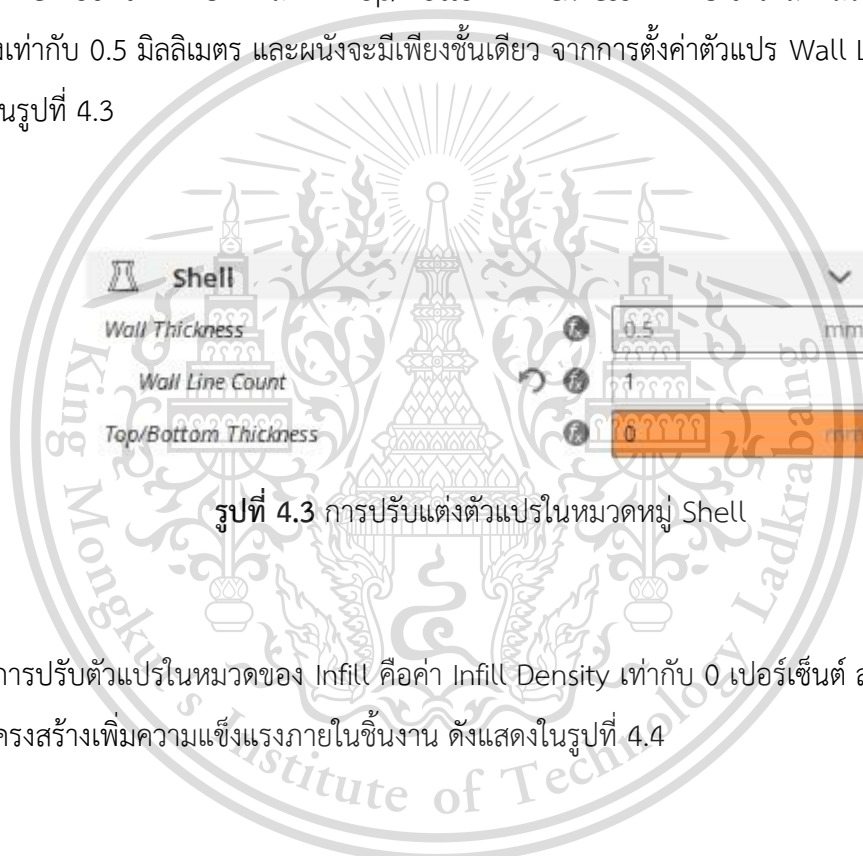 งเท่ากับ 0.5 มิลลิเมตร และผนังจะมีเพียงชั้นเดียว จากการตั้งค่าตัวแปร Wall L
นรูปที่ 4.3
Shell
Wall Thickness 0.5 mm
Wall Line Count 1
Top/Bottom Thickness 0 mm
รูปที่ 4.3 การปรับแต่งตัวแปรในหมวดหมู่ Shell
การปรับตัวแปรในหมวดของ Infill คือค่า Infill Density เท่ากับ 0 เปอร์เซ็นต์ ส
ครงสร้างเพิ่มความแข็งแรงภายในชิ้นงาน ดังแสดงในรูปที่ 4.4
King Mongkut's Institute of Technology Ladkrabang